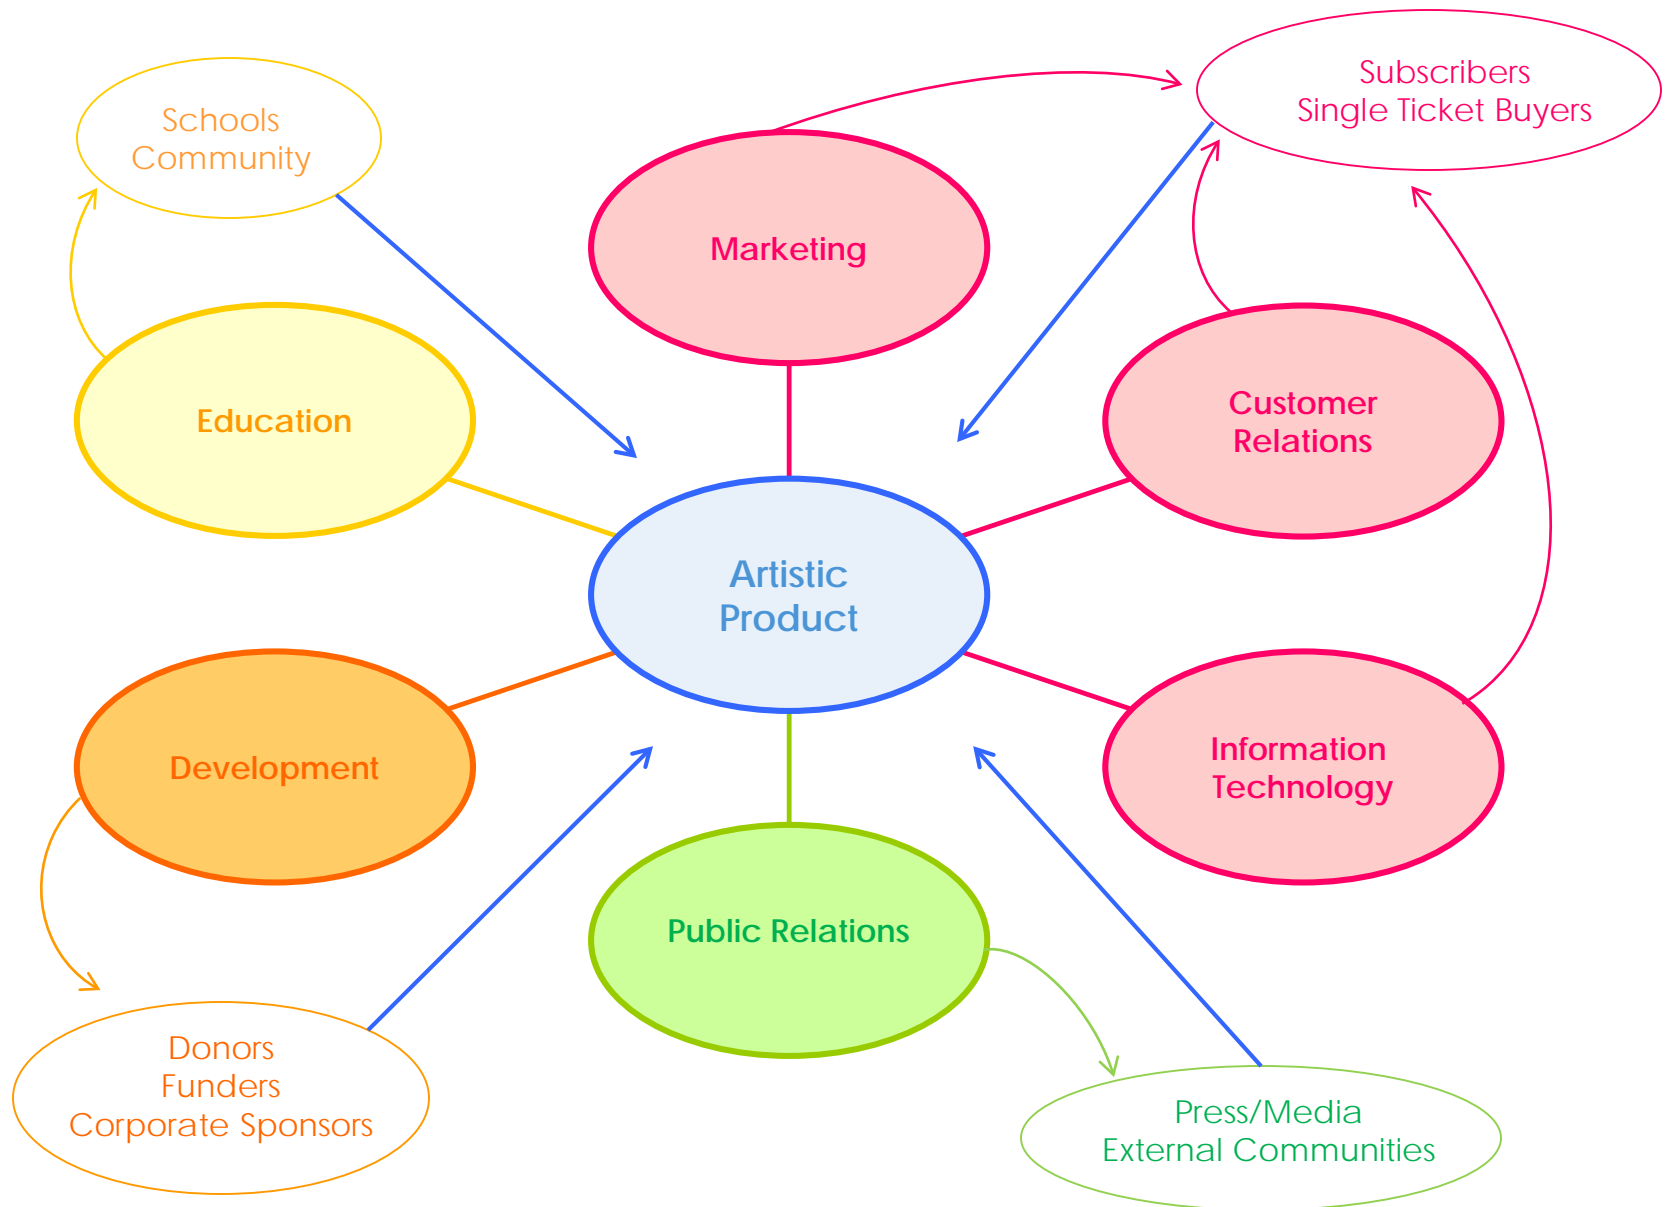 Subscribers
Single Ticket Buyers
Schools
Community
Marketing
Customer
Relations
Education
Artistic
Product
Information
Technology
Development
Public Relations
Donors
Funders
Corporate Sponsors
Press/Media
External Communities